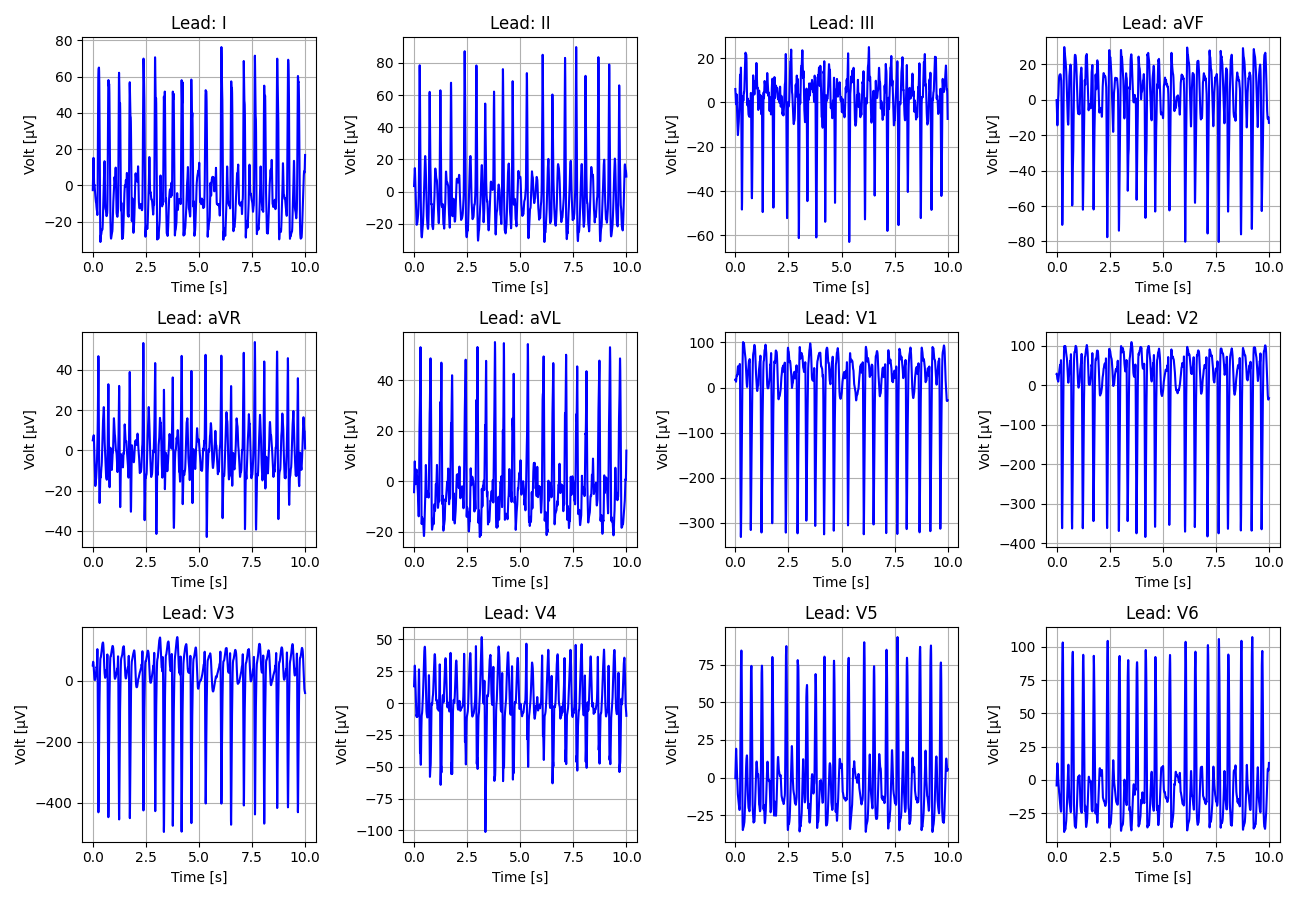 Lead: I Lead: II Lead: III Lead: aVF
80
60
40
20
0
−20
Volt [μV]
0.0 2.5 5.0 7.5 10.0
Time [s]
80
60
40
20
0
−20
Volt [μV]
0.0 2.5 5.0 7.5 10.0
Time [s]
20
0
−20
−40
−60
Volt [μV]
0.0 2.5 5.0 7.5 10.0
Time [s]
20
0
−20
−40
−60
−80
Volt [μV]
0.0 2.5 5.0 7.5 10.0
Time [s]
Lead: aVR Lead: aVL Lead: V1 Lead: V2
40
20
0
−20
−40
Volt [μV]
0.0 2.5 5.0 7.5 10.0
Time [s]
40
20
0
−20
Volt [μV]
0.0 2.5 5.0 7.5 10.0
Time [s]
100
0
−100
−200
−300
Volt [μV]
0.0 2.5 5.0 7.5 10.0
Time [s]
100
0
−100
−200
−300
−400
Volt [μV]
0.0 2.5 5.0 7.5 10.0
Time [s]
Lead: V3 Lead: V4 Lead: V5 Lead: V6
0
−200
−400
Volt [μV]
0.0 2.5 5.0 7.5 10.0
Time [s]
50
25
0
−25
−50
−75
−100
Volt [μV]
0.0 2.5 5.0 7.5 10.0
Time [s]
75
50
25
0
−25
Volt [μV]
0.0 2.5 5.0 7.5 10.0
Time [s]
100
75
50
25
0
−25
Volt [μV]
0.0 2.5 5.0 7.5 10.0
Time [s]